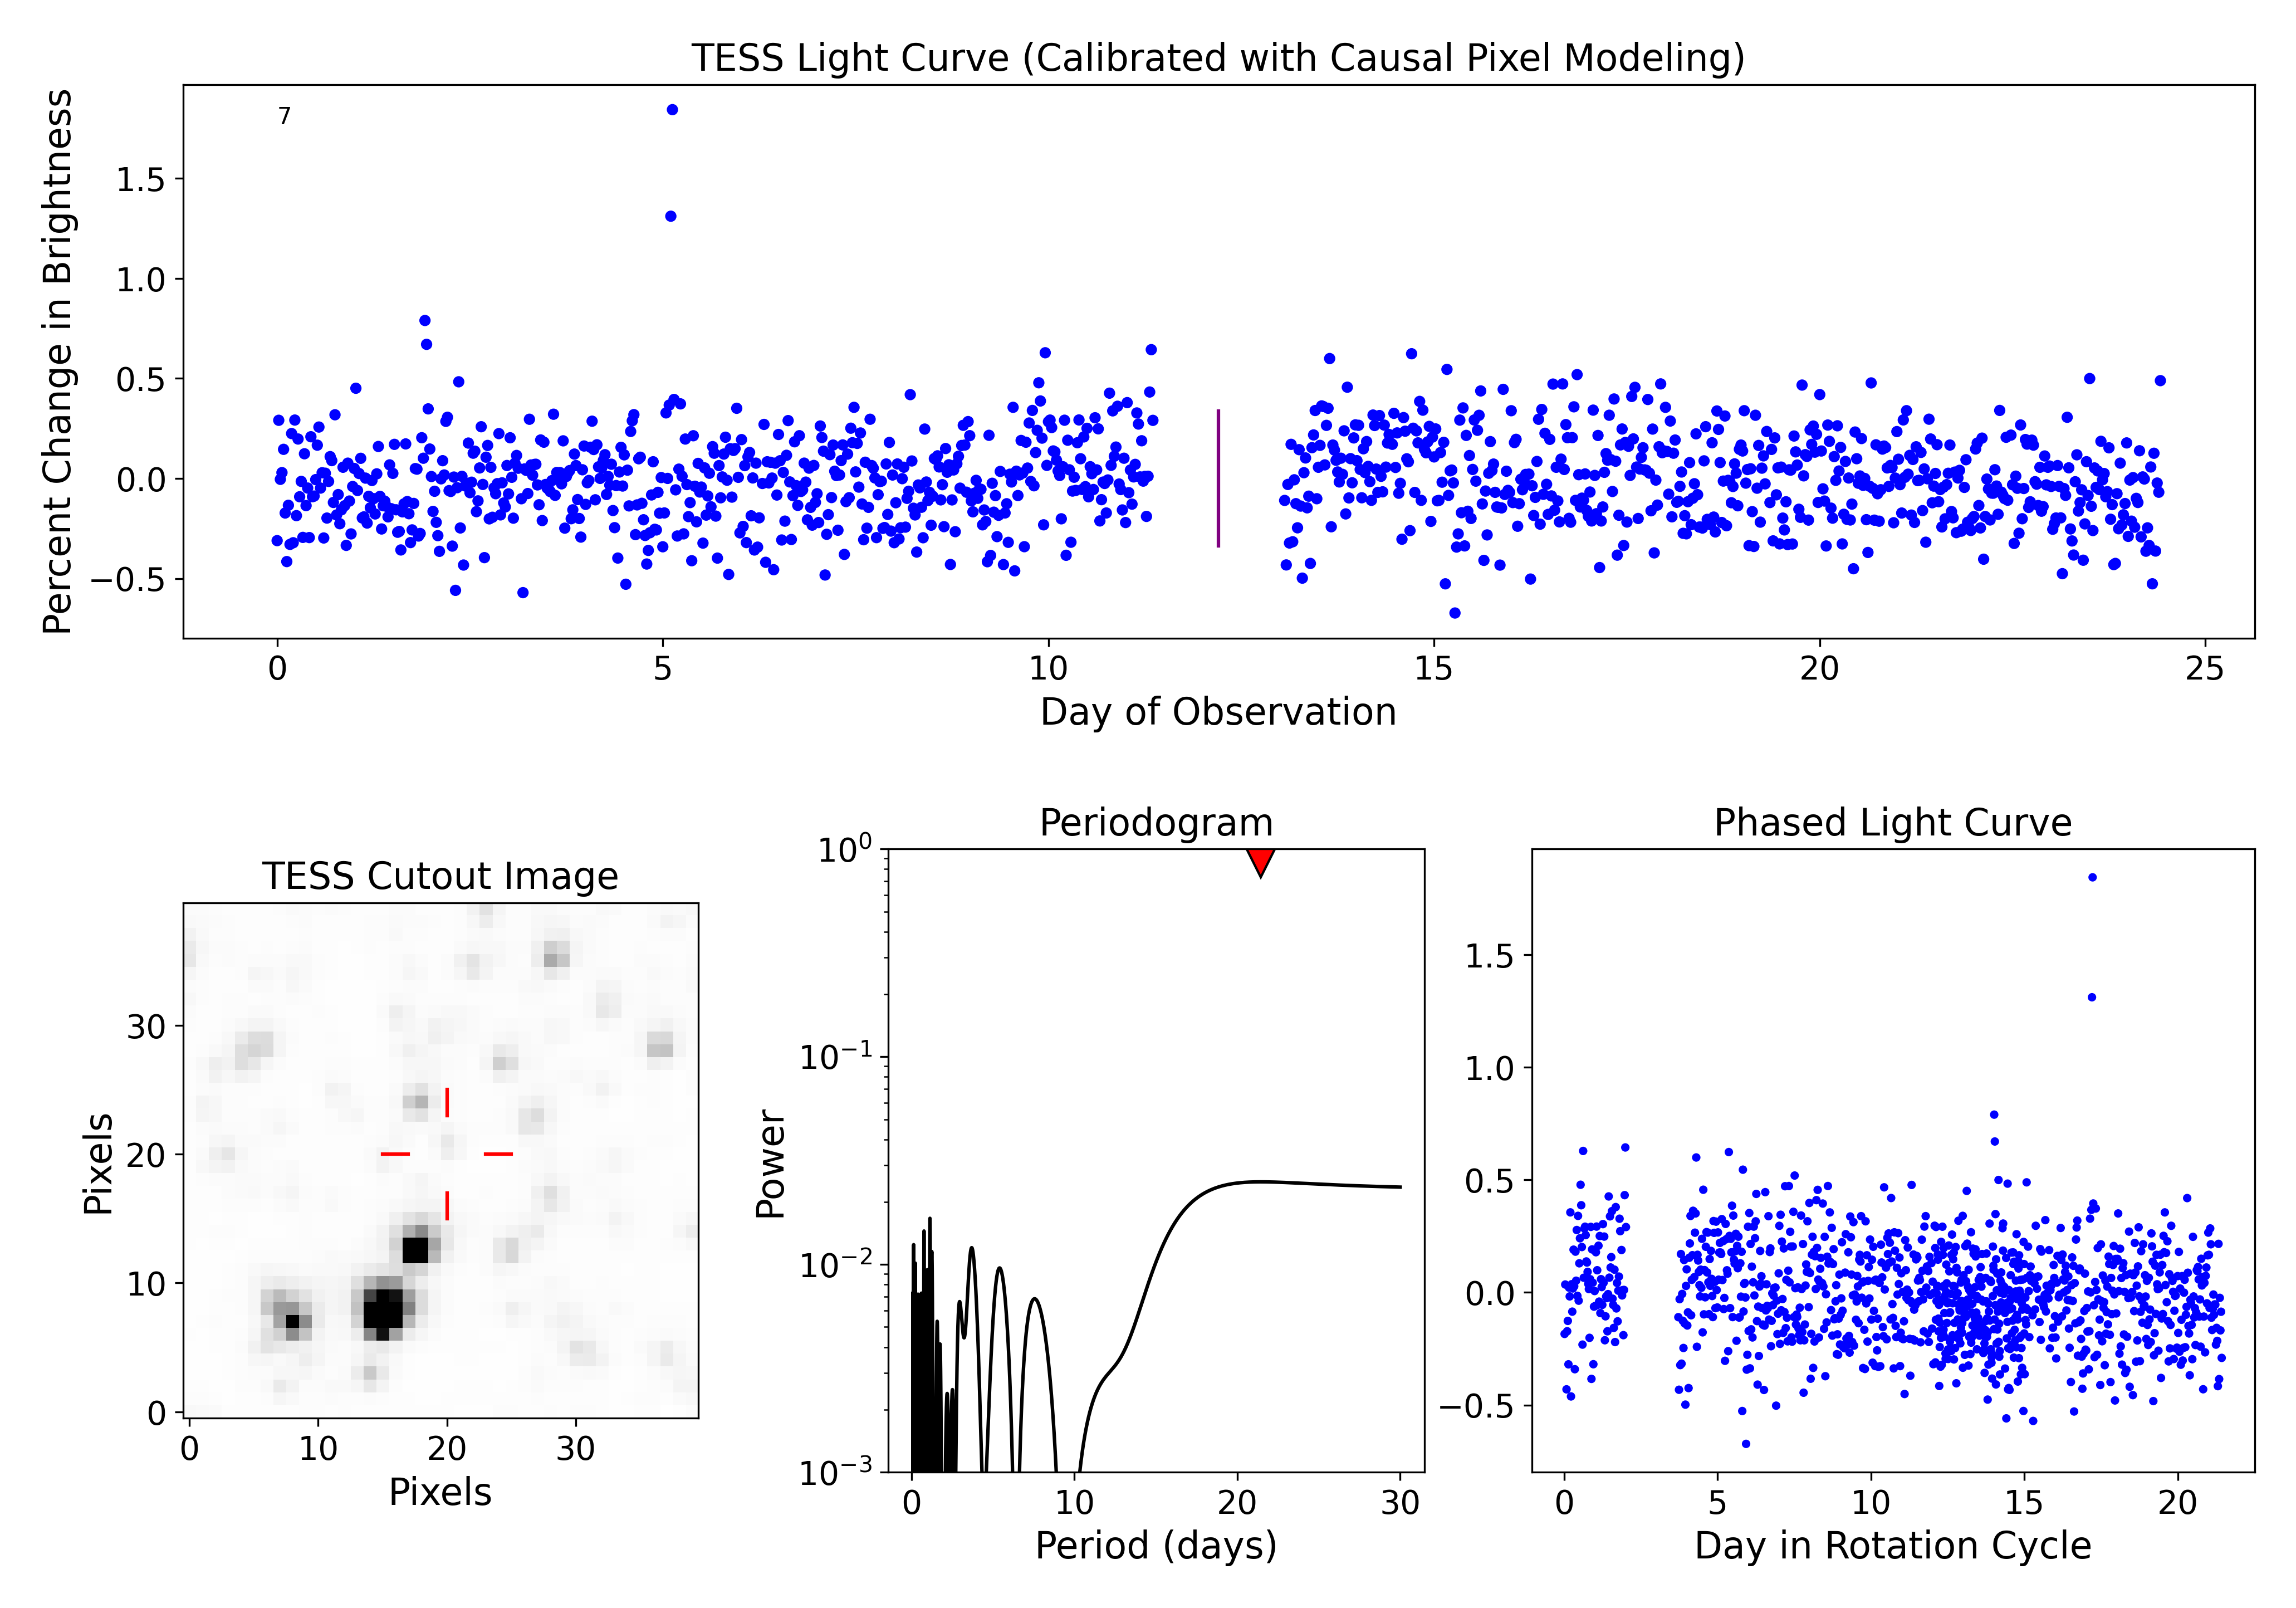 TESS Light Curve (Calibrated with Causal Pixel Modeling)
Percent Change in Brightness
7
1.5
1.0
0.5
0.0
−0.5
0 5 10 15 20 25
Day of Observation
TESS Cutout Image
Pixels
30
20
10
0
0 10 20 30
Pixels
Periodogram
Power
10⁰
10⁻¹
10⁻²
10⁻³
0 10 20 30
Period (days)
Phased Light Curve
1.5
1.0
0.5
0.0
−0.5
0 5 10 15 20
Day in Rotation Cycle